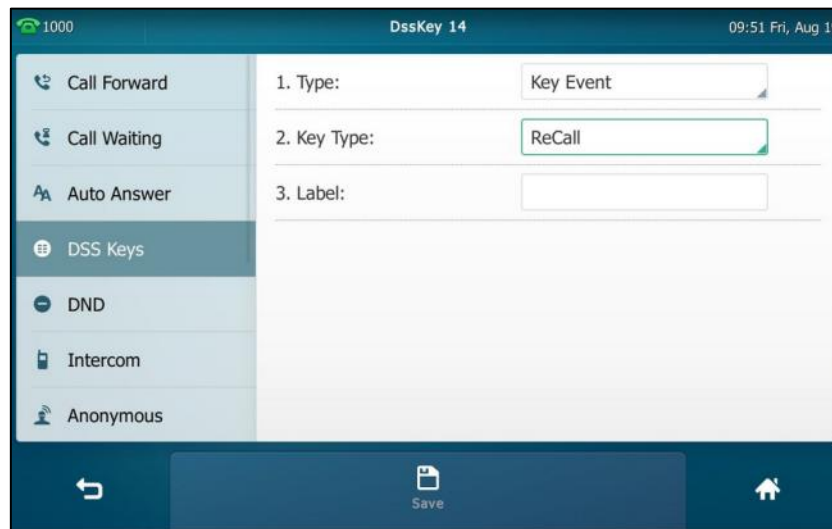 1000 DssKey 14 09:51 Fri, Aug 1
Call Forward
Call Waiting
Auto Answer
DSS Keys
DND
Intercom
Anonymous
1. Type: Key Event
2. Key Type: ReCall
3. Label:
Save